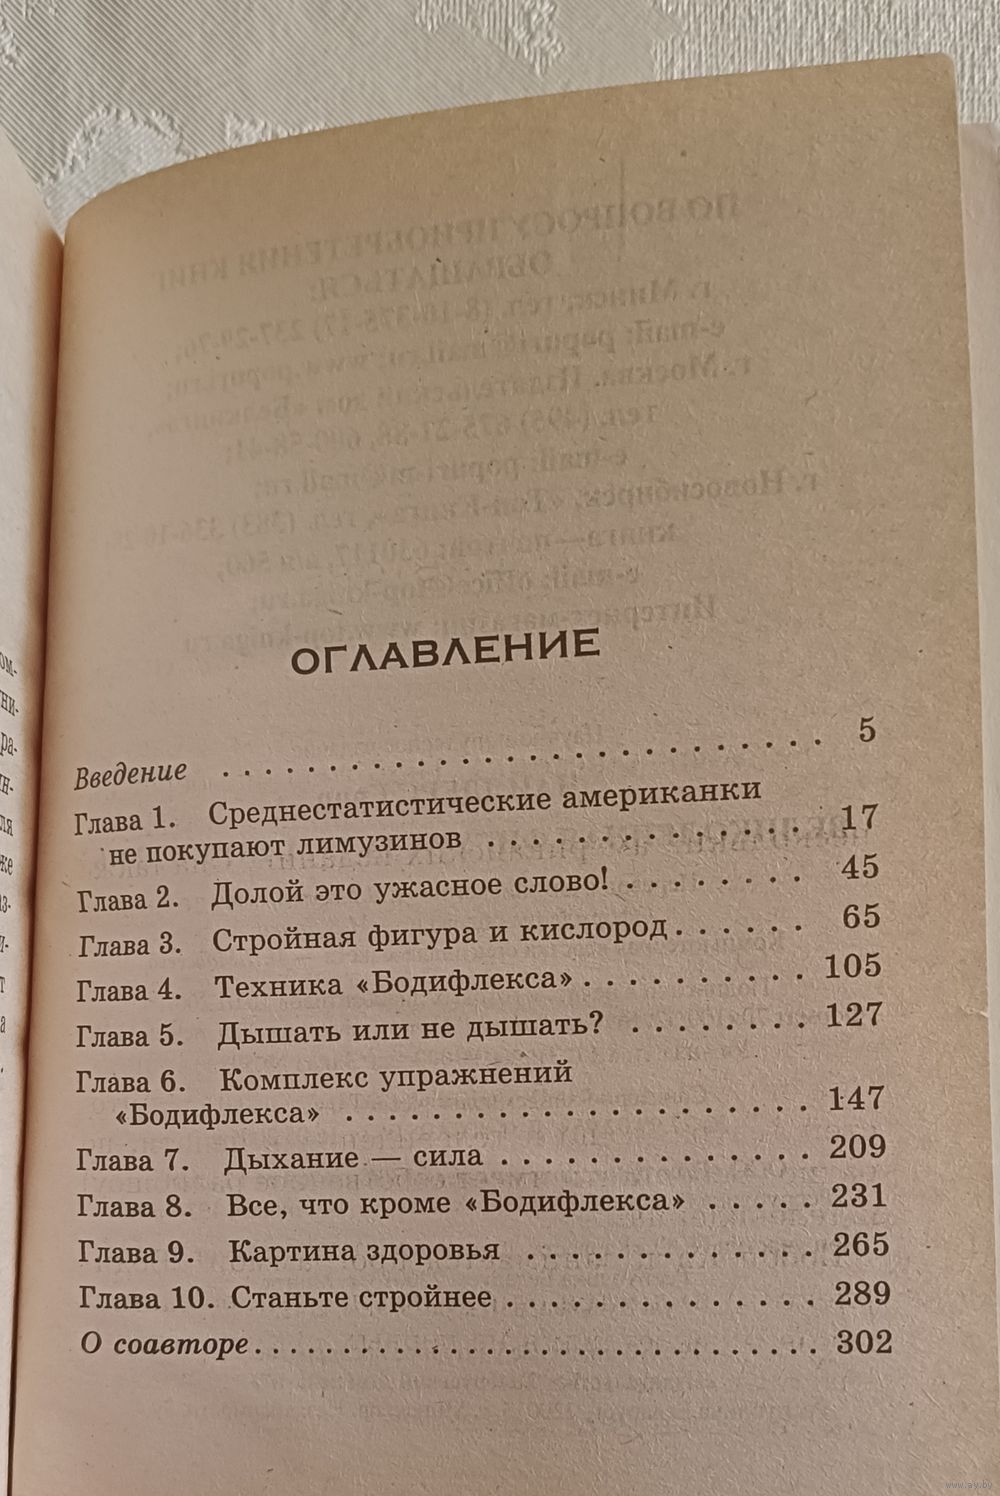 ОГЛАВЛЕНИЕ
Введение . . . . . . . . . . . . . . . . . . . . . . . . . . . . 5
Глава 1. Среднестатистические американки
не покупают лимузинов . . . . . . . . . . . . . . . 17
Глава 2. Долой это ужасное слово! . . . . . . . . 45
Глава 3. Стройная фигура и кислород . . . . . . 65
Глава 4. Техника «Бодифлекса» . . . . . . . . . 105
Глава 5. Дышать или не дышать? . . . . . . . . 127
Глава 6. Комплекс упражнений
«Бодифлекса» . . . . . . . . . . . . . . . . . . . . . . 147
Глава 7. Дыхание — сила . . . . . . . . . . . . . 209
Глава 8. Все, что кроме «Бодифлекса» . . . . . 231
Глава 9. Картина здоровья . . . . . . . . . . . . . 265
Глава 10. Станьте стройнее . . . . . . . . . . . . . 289
О соавторе . . . . . . . . . . . . . . . . . . . . . . . . . . 302
www.ay.by